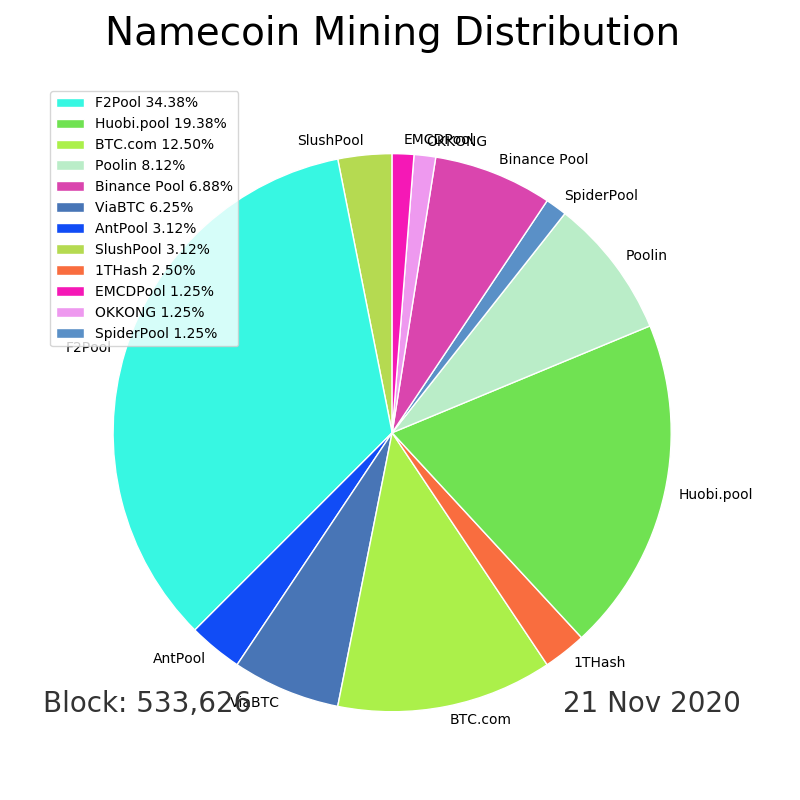 Namecoin Mining Distribution
F2Pool 34.38%
Huobi.pool 19.38%
BTC.com 12.50%
Poolin 8.12%
Binance Pool 6.88%
ViaBTC 6.25%
AntPool 3.12%
SlushPool 3.12%
1THash 2.50%
EMCDPool 1.25%
OKKONG 1.25%
SpiderPool 1.25%
SlushPool
EMCDPool
OKKONG
Binance Pool
SpiderPool
Poolin
F2Pool
Huobi.pool
AntPool
1THash
ViaBTC
BTC.com
Block: 533,626
21 Nov 2020